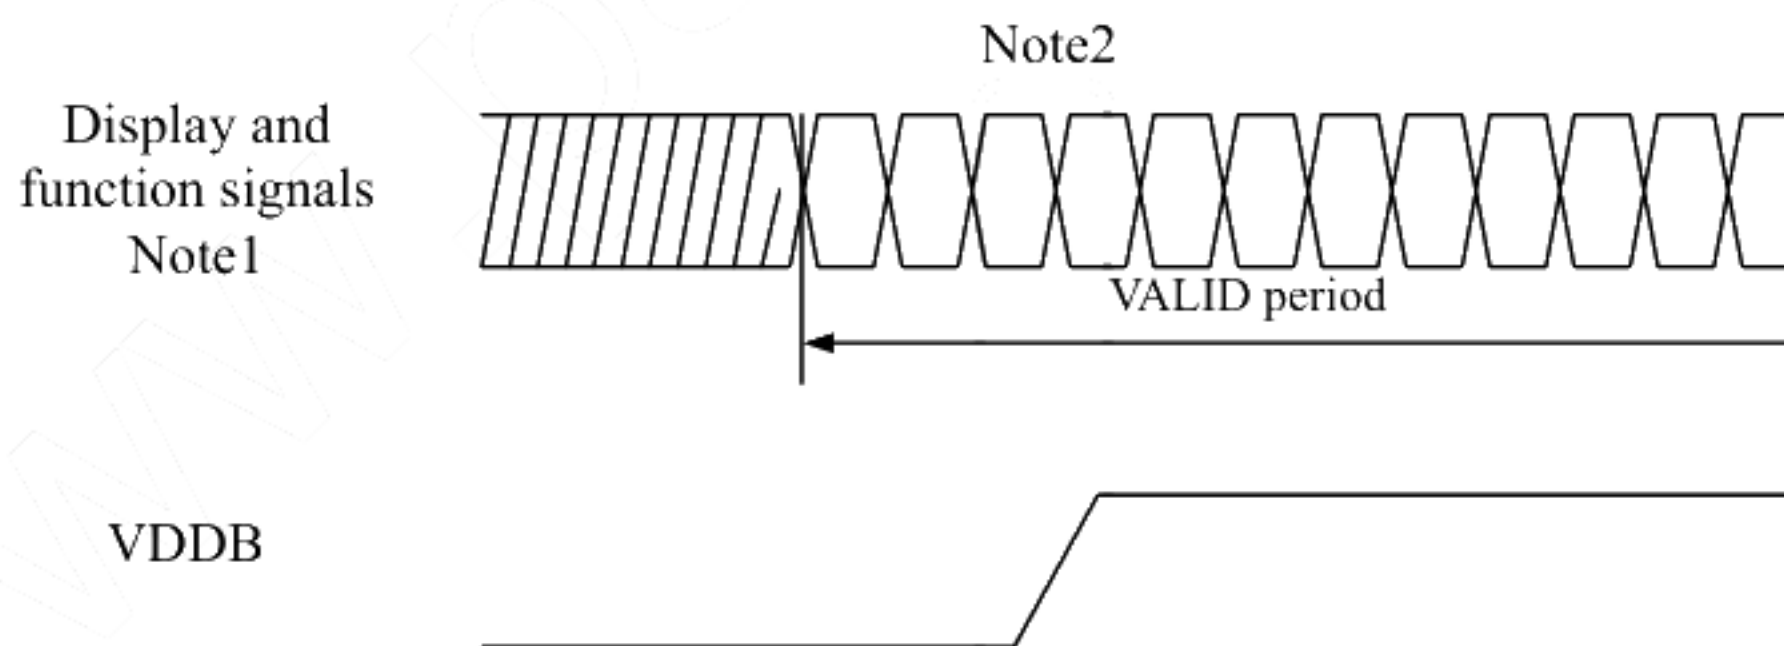 Note2
Display and
function signals
Note1
VALID period
VDDB